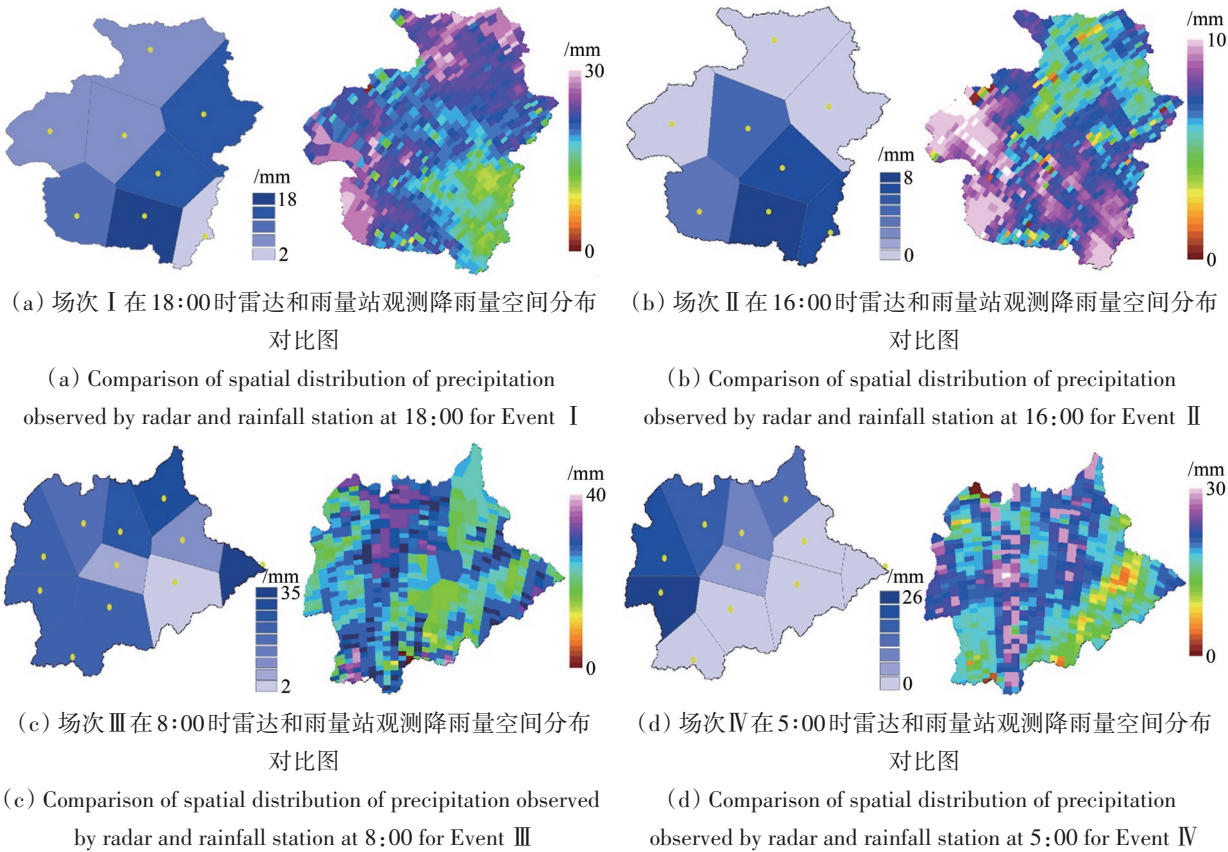 /mm
30
0
/mm
18
2
/mm
10
0
/mm
8
0
(a) 场次Ⅰ在18:00时雷达和雨量站观测降雨量空间分布
对比图
(a) Comparison of spatial distribution of precipitation
observed by radar and rainfall station at 18:00 for Event Ⅰ
(b) 场次Ⅱ在16:00时雷达和雨量站观测降雨量空间分布
对比图
(b) Comparison of spatial distribution of precipitation
observed by radar and rainfall station at 16:00 for Event Ⅱ
/mm
40
0
/mm
35
2
/mm
30
0
/mm
26
0
(c) 场次Ⅲ在8:00时雷达和雨量站观测降雨量空间分布
对比图
(c) Comparison of spatial distribution of precipitation observed
by radar and rainfall station at 8:00 for Event Ⅲ
(d) 场次Ⅳ在5:00时雷达和雨量站观测降雨量空间分布
对比图
(d) Comparison of spatial distribution of precipitation
observed by radar and rainfall station at 5:00 for Event Ⅳ